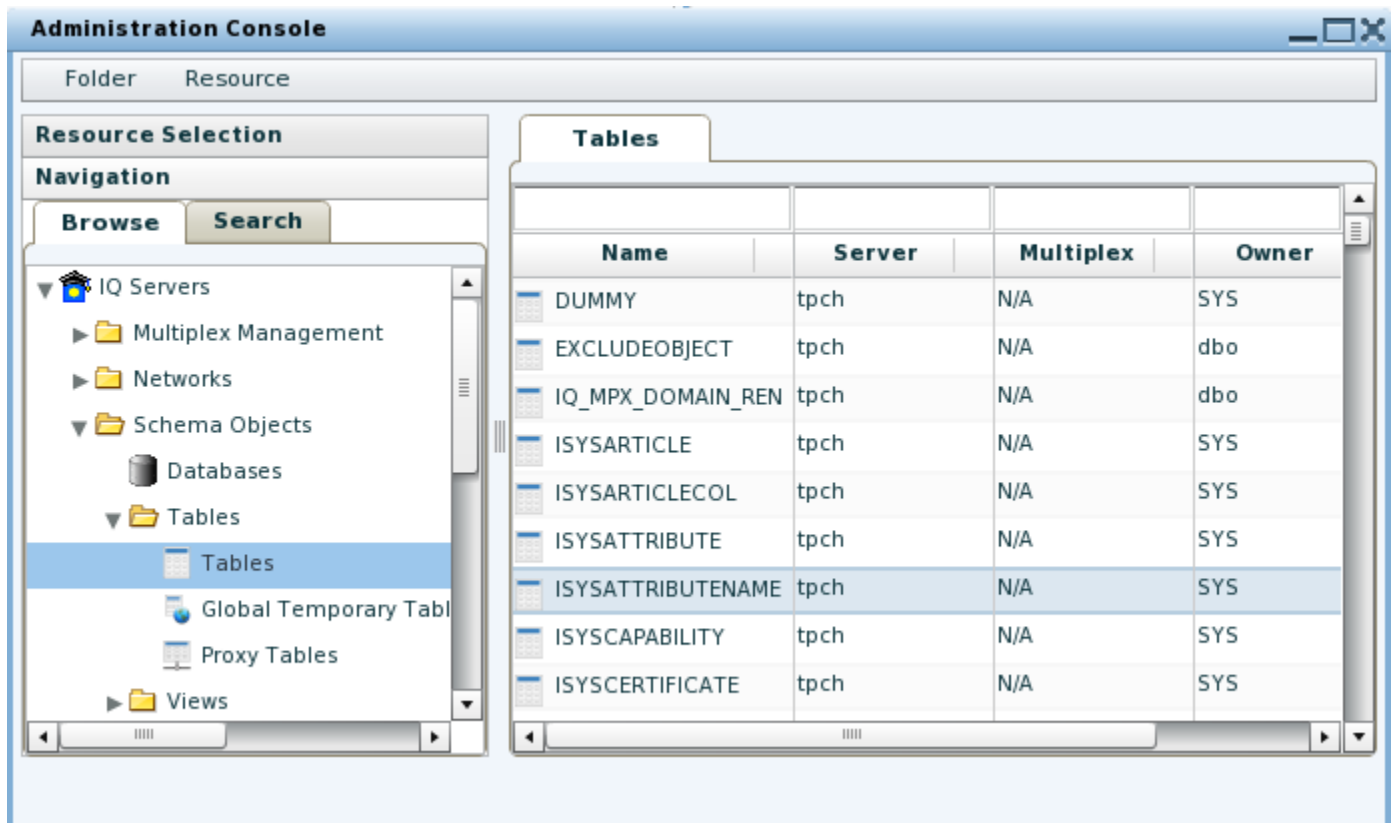 Administration Console
Folder Resource
Resource Selection
Navigation
Browse Search
IQ Servers
Multiplex Management
Networks
Schema Objects
Databases
Tables
Tables
Global Temporary Tabl
Proxy Tables
Views
Tables
Name Server Multiplex Owner
DUMMY tpch N/A SYS
EXCLUDEOBJECT tpch N/A dbo
IQ_MPX_DOMAIN_REN tpch N/A dbo
ISYSARTICLE tpch N/A SYS
ISYSARTICLECOL tpch N/A SYS
ISYSATTRIBUTE tpch N/A SYS
ISYSATTRIBUTENAME tpch N/A SYS
ISYSCAPABILITY tpch N/A SYS
ISYSCERTIFICATE tpch N/A SYS